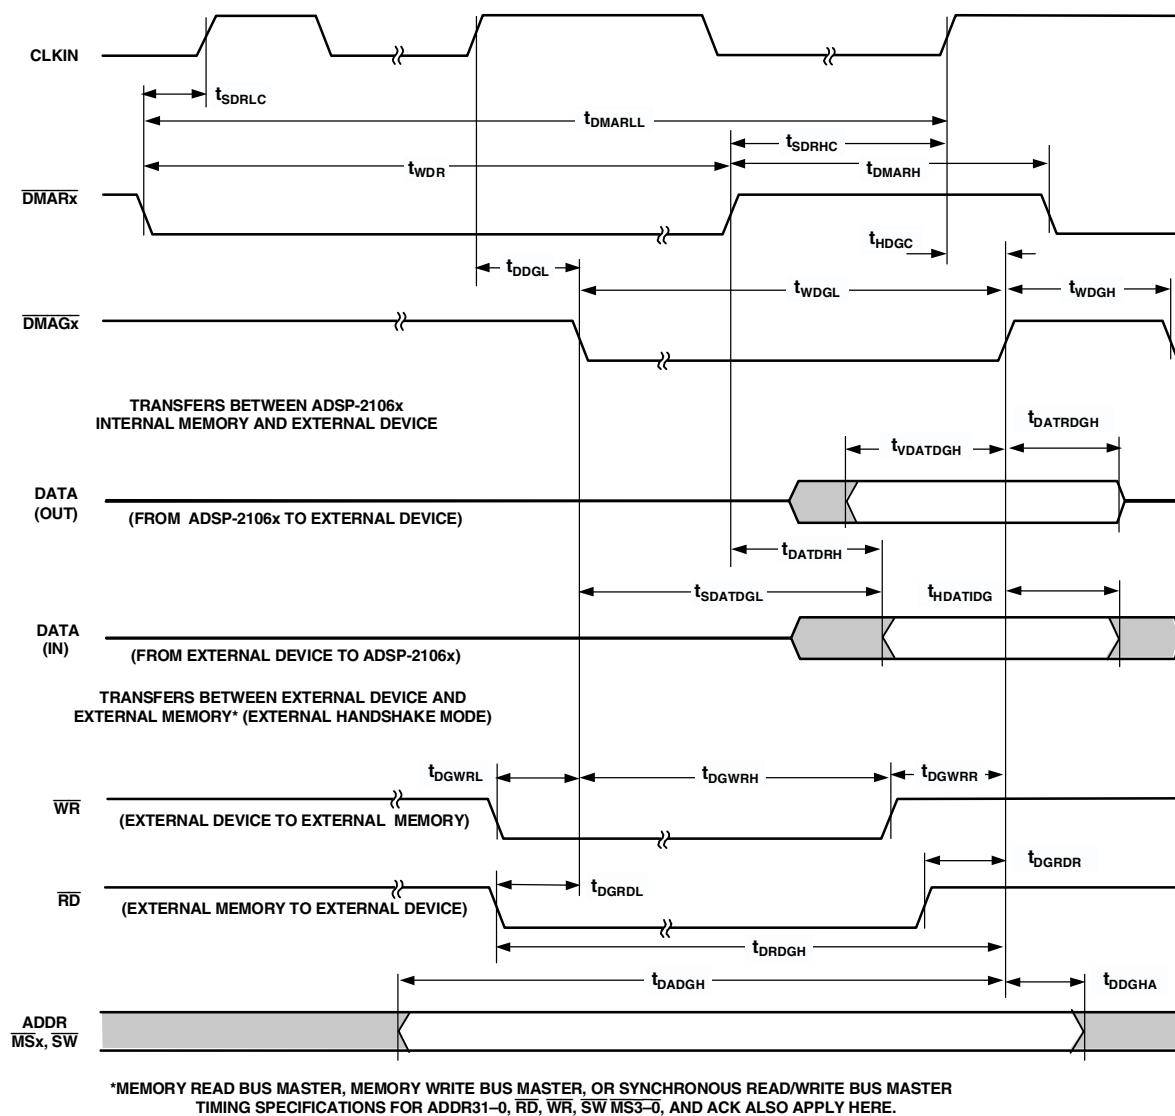 CLKIN
tSDRLC
tDMARLL
tSDRHC
tWDR
tDMARH
DMARx
tHDGC
tDDGL
tWDGL
tWDGH
DMAGx
TRANSFERS BETWEEN ADSP-2106x
INTERNAL MEMORY AND EXTERNAL DEVICE
tDATRDGH
tVDATDGH
DATA
(OUT)
(FROM ADSP-2106x TO EXTERNAL DEVICE)
tDATDRH
tSDATDGL
tHDATIDG
DATA
(IN)
(FROM EXTERNAL DEVICE TO ADSP-2106x)
TRANSFERS BETWEEN EXTERNAL DEVICE AND
EXTERNAL MEMORY* (EXTERNAL HANDSHAKE MODE)
tDGWRL
tDGWRH
tDGWRR
WR
(EXTERNAL DEVICE TO EXTERNAL MEMORY)
tDGRDR
tDGRDL
RD
(EXTERNAL MEMORY TO EXTERNAL DEVICE)
tDRDGH
tDADGH
tDDGHA
ADDR
MSx, SW
*MEMORY READ BUS MASTER, MEMORY WRITE BUS MASTER, OR SYNCHRONOUS READ/WRITE BUS MASTER
TIMING SPECIFICATIONS FOR ADDR31–0, RD, WR, SW MS3–0, AND ACK ALSO APPLY HERE.